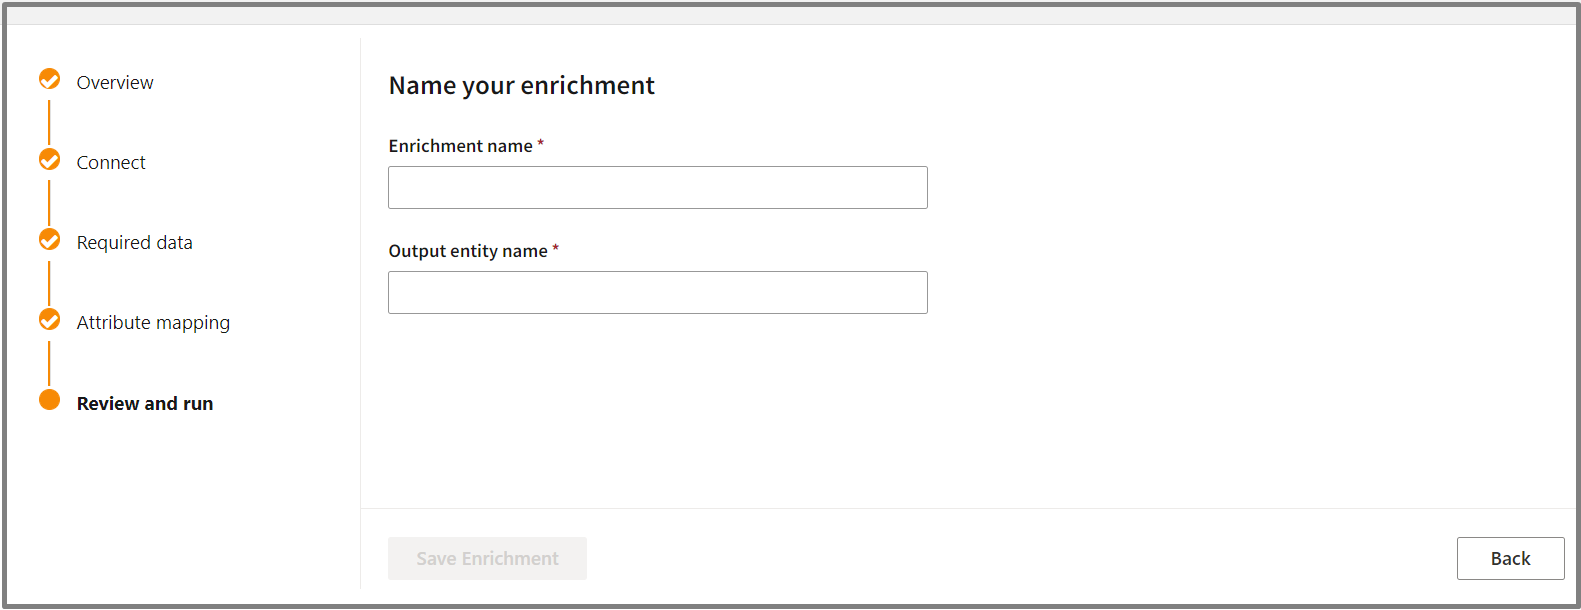 Overview
Connect
Required data
Attribute mapping
Review and run
Name your enrichment
Enrichment name *
Output entity name *
Save Enrichment
Back